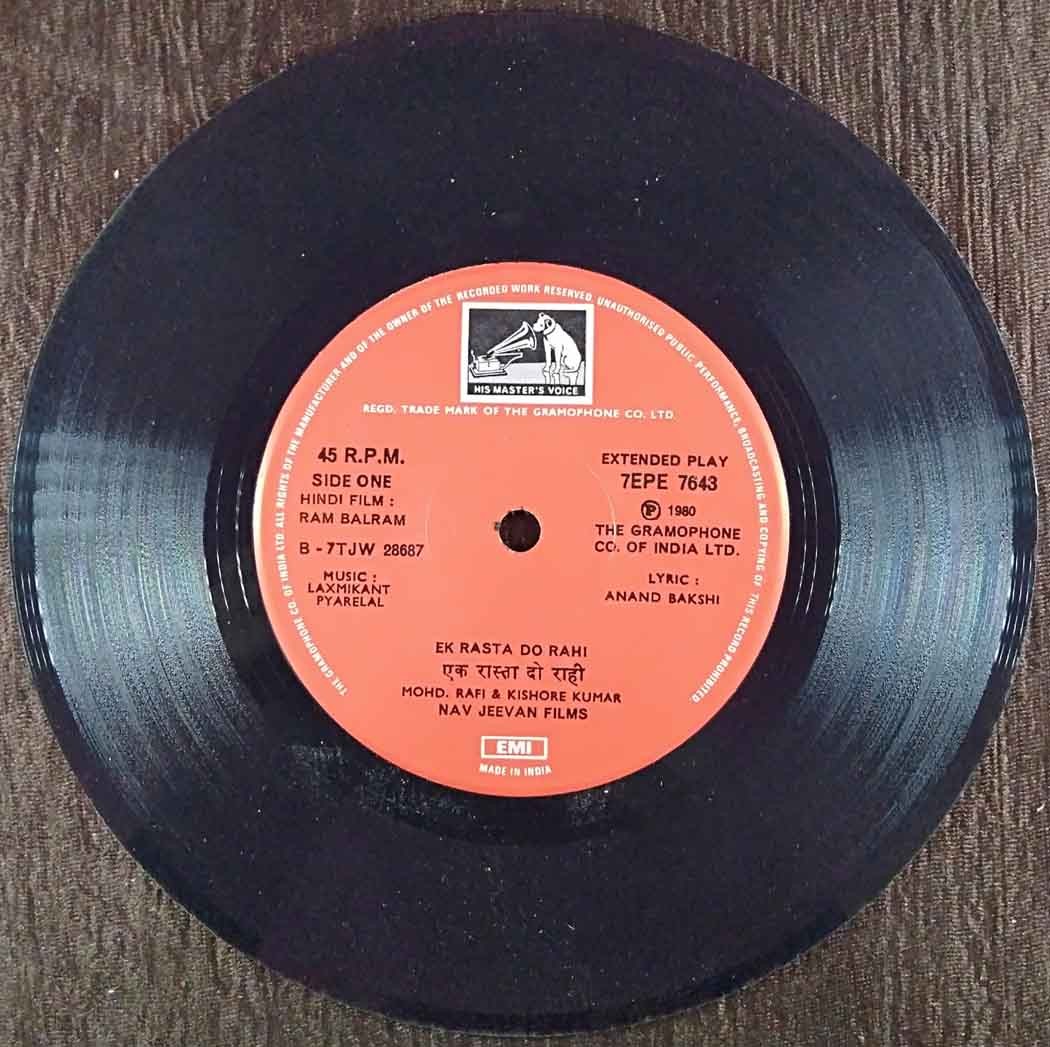 THE GRAMOPHONE CO. OF INDIA LTD. ALL RIGHTS OF THE MANUFACTURER AND OF THE OWNER OF THE RECORDED WORK RESERVED, UNAUTHORISED PUBLIC PERFORMANCE, BROADCASTING AND COPYING OF THIS RECORD PROHIBITED
HIS MASTER'S VOICE
REGD. TRADE MARK OF THE GRAMOPHONE CO. LTD.
45 R.P.M.
SIDE ONE
HINDI FILM :
RAM BALRAM
B - 7TJW 28687
MUSIC :
LAXMIKANT
PYARELAL
EXTENDED PLAY
7EPE 7643
Ⓟ 1980
THE GRAMOPHONE
CO. OF INDIA LTD.
LYRIC :
ANAND BAKSHI
EK RASTA DO RAHI
एक रास्ता दो राही
MOHD. RAFI & KISHORE KUMAR
NAV JEEVAN FILMS
EMI
MADE IN INDIA